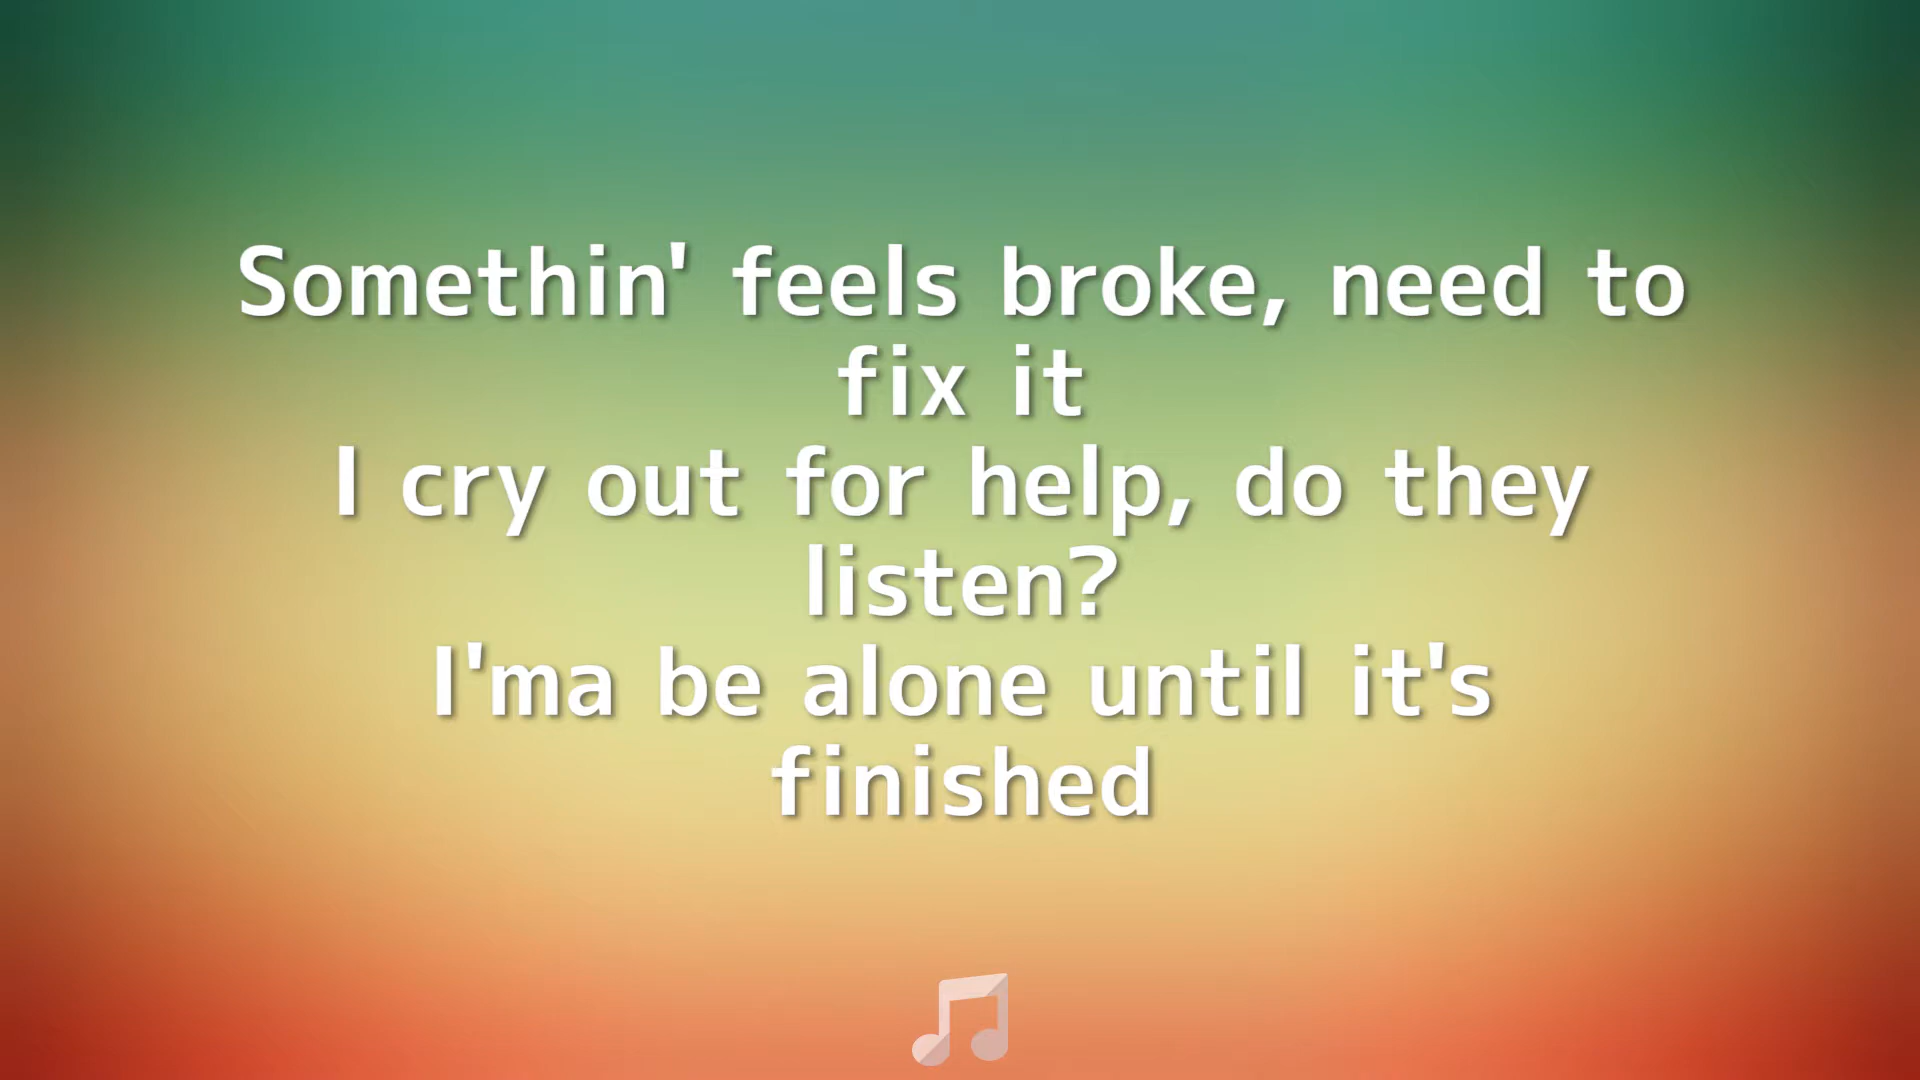 Somethin' feels broke, need to
fix it
I cry out for help, do they
listen?
I'ma be alone until it's
finished